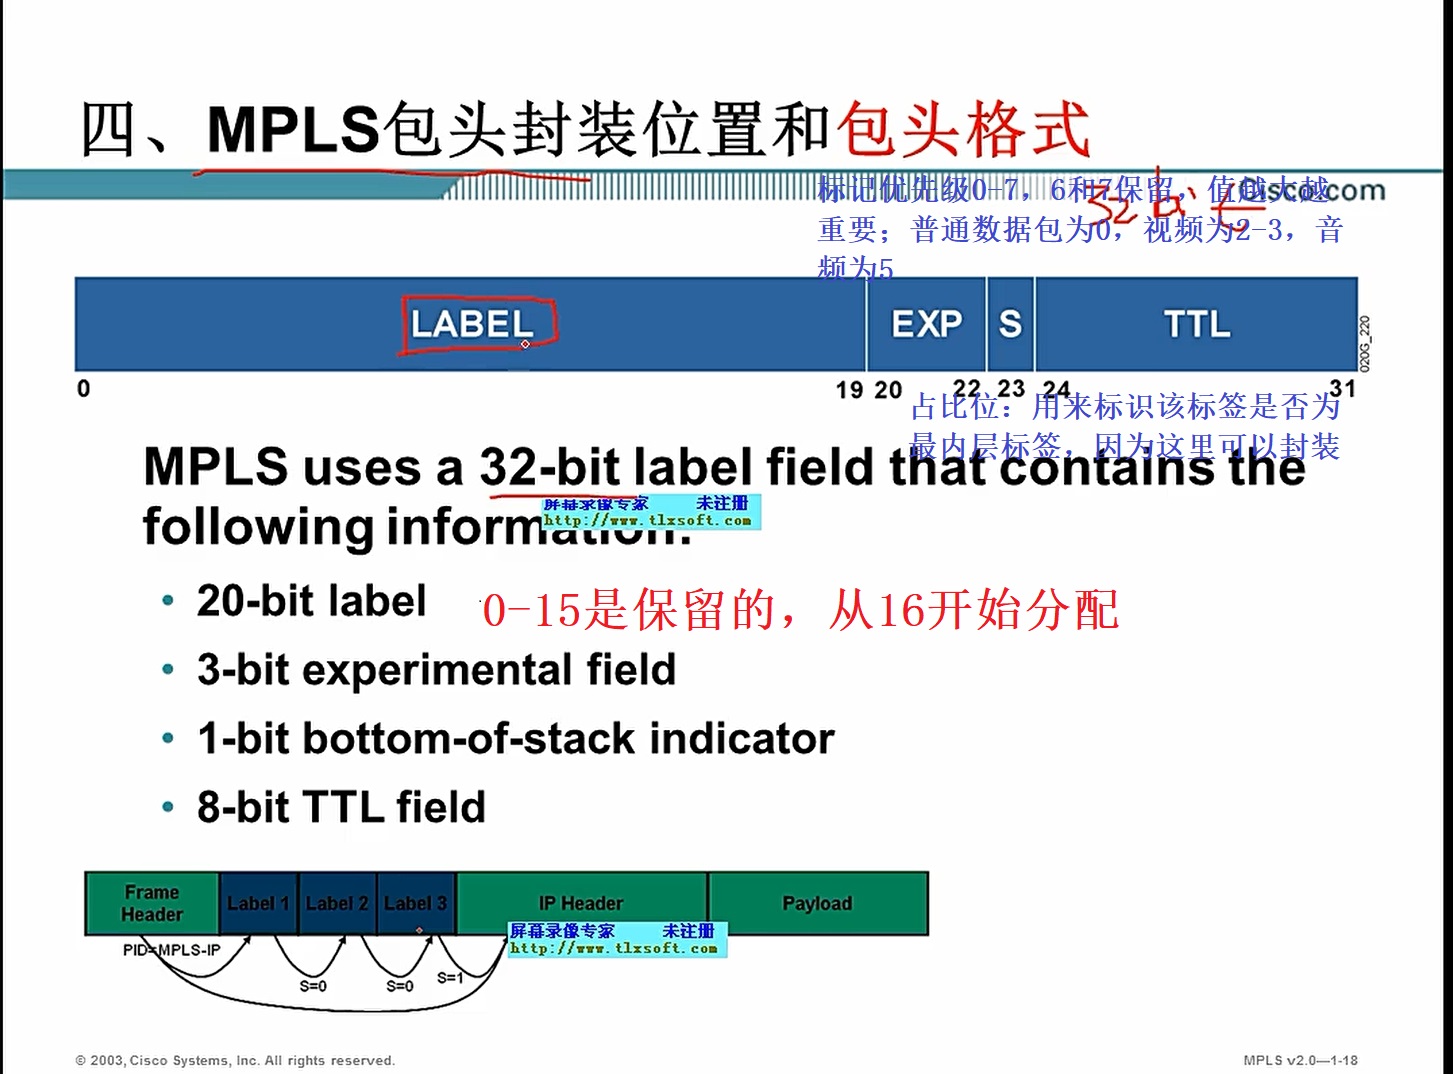 四、MPLS包头封装位置和包头格式
Cisco.com
标记优先级0-7，6和7保留，值越大越
重要；普通数据包为0，视频为2-3，音
频为5
32 bit
LABEL EXP S TTL
020G_220
0 19 20 22 23 24 31
占比位：用来标识该标签是否为
最内层标签，因为这里可以封装
MPLS uses a 32-bit label field that contains the
following information:
屏幕录像专家 未注册
http://www.tlxsoft.com
• 20-bit label 0-15是保留的，从16开始分配
• 3-bit experimental field
• 1-bit bottom-of-stack indicator
• 8-bit TTL field
Frame
Header
Label 1 Label 2 Label 3 IP Header Payload
屏幕录像专家 未注册
http://www.tlxsoft.com
PID=MPLS-IP
S=0 S=0 S=1
© 2003, Cisco Systems, Inc. All rights reserved.
MPLS v2.0—1-18